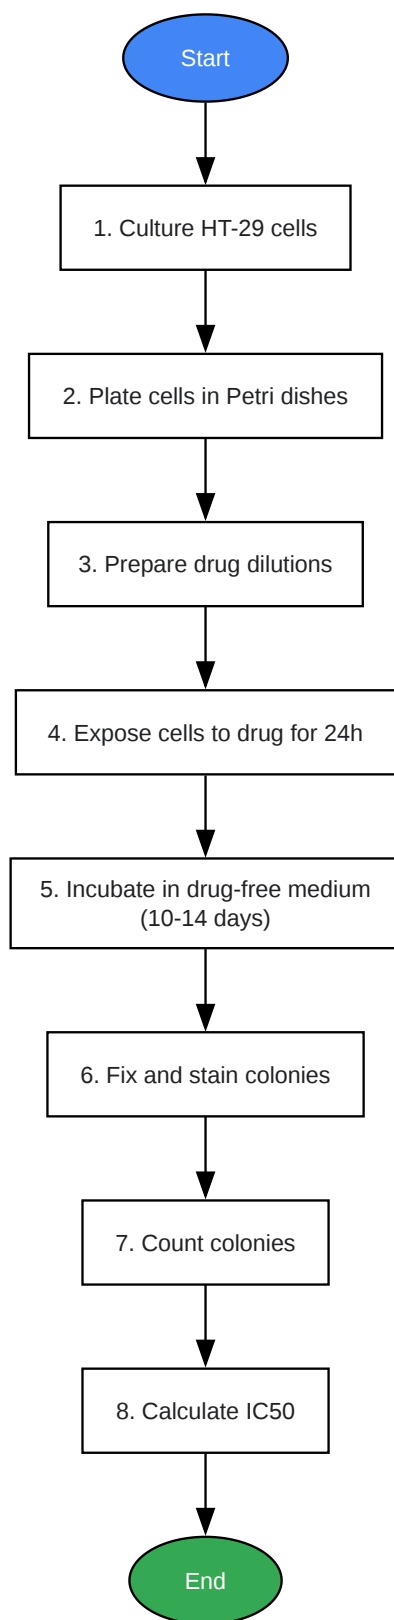 Start
1. Culture HT-29 cells
2. Plate cells in Petri dishes
3. Prepare drug dilutions
4. Expose cells to drug for 24h
5. Incubate in drug-free medium
(10-14 days)
6. Fix and stain colonies
7. Count colonies
8. Calculate IC50
End